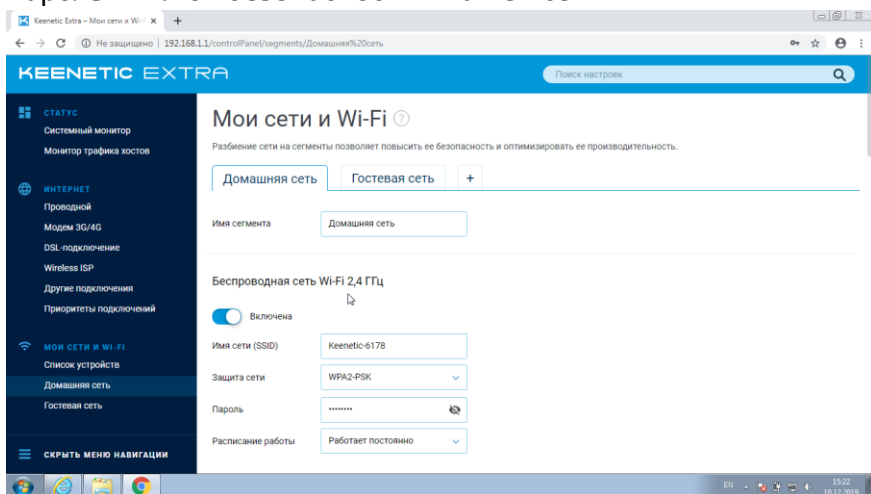 Keenetic Extra – Мои сети и Wi-F
Не защищено | 192.168.1.1/controlPanel/segments/Домашняя%20сеть
KEENETIC EXTRA
Поиск настроек
СТАТУС
Системный монитор
Монитор трафика хостов
ИНТЕРНЕТ
Проводной
Модем 3G/4G
DSL-подключение
Wireless ISP
Другие подключения
Приоритеты подключений
МОИ СЕТИ И WI-FI
Список устройств
Домашняя сеть
Гостевая сеть
СКРЫТЬ МЕНЮ НАВИГАЦИИ
Мои сети и Wi-Fi
Разбиение сети на сегменты позволяет повысить ее безопасность и оптимизировать ее производительность.
Домашняя сеть Гостевая сеть +
Имя сегмента Домашняя сеть
Беспроводная сеть Wi-Fi 2,4 ГГц
Включена
Имя сети (SSID) Keenetic-6178
Защита сети WPA2-PSK
Пароль ••••••••
Расписание работы Работает постоянно
EN 15:22
10.12.2019